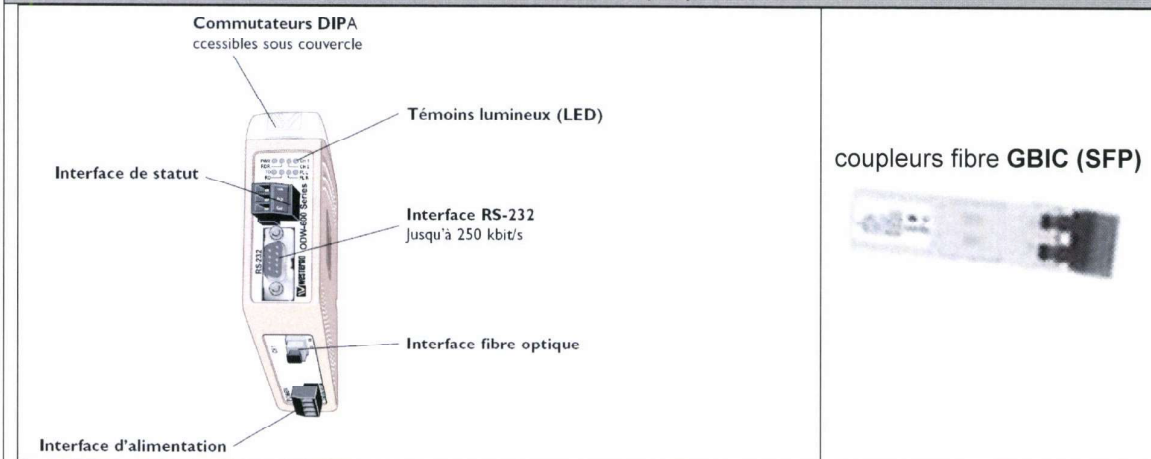 Commutateurs DIPA
ccessibles sous couvercle
Témoins lumineux (LED)
Interface de statut
Interface RS-232
Jusqu'à 250 kbit/s
RS-232
ODW-600 Series
Interface fibre optique
Interface d'alimentation
coupleurs fibre GBIC (SFP)